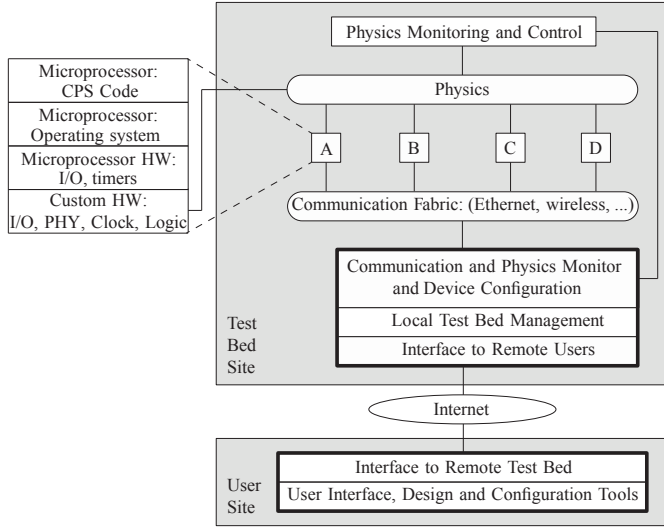 Physics Monitoring and Control
Microprocessor:
CPS Code
Microprocessor:
Operating system
Microprocessor HW:
I/O, timers
Custom HW:
I/O, PHY, Clock, Logic
Physics
A
B
C
D
Communication Fabric: (Ethernet, wireless, ...)
Communication and Physics Monitor
and Device Configuration
Local Test Bed Management
Interface to Remote Users
Test
Bed
Site
Internet
Interface to Remote Test Bed
User Interface, Design and Configuration Tools
User
Site